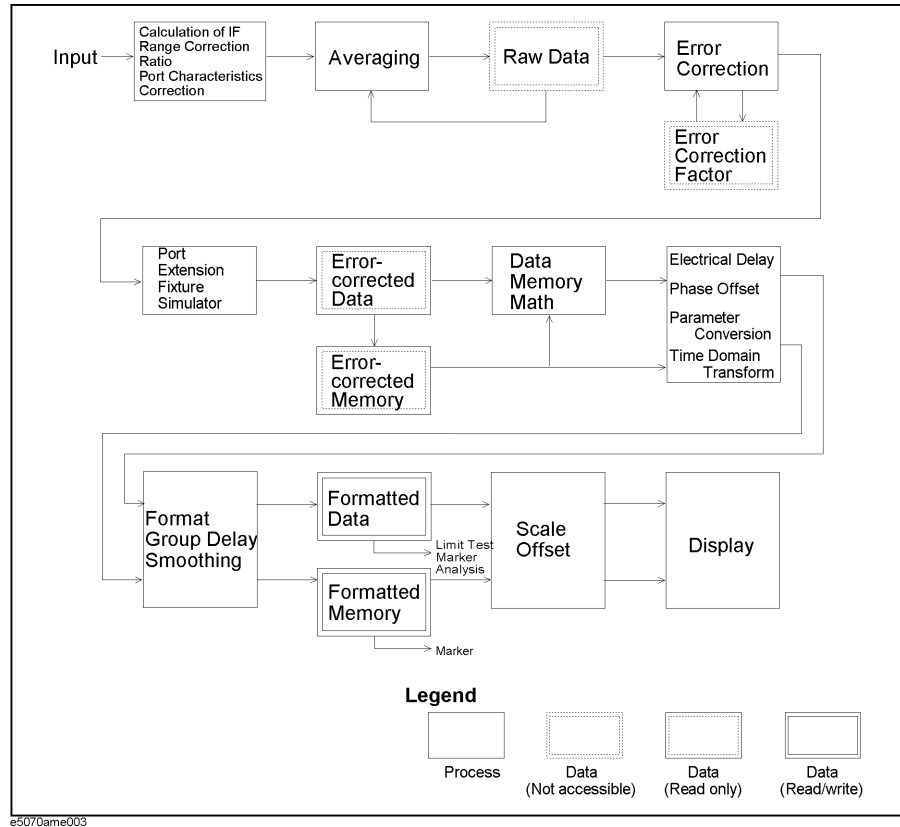 Input
Calculation of IF
Range Correction
Ratio
Port Characteristics
Correction
Averaging
Raw Data
Error
Correction
Error
Correction
Factor
Port
Extension
Fixture
Simulator
Error-
corrected
Data
Data
Memory
Math
Electrical Delay
Phase Offset
Parameter
Conversion
Time Domain
Transform
Error-
corrected
Memory
Format
Group Delay
Smoothing
Formatted
Data
Limit Test
Marker
Analysis
Formatted
Memory
Marker
Scale
Offset
Display
Legend
Process
Data
(Not accessible)
Data
(Read only)
Data
(Read/write)
e5070ame003